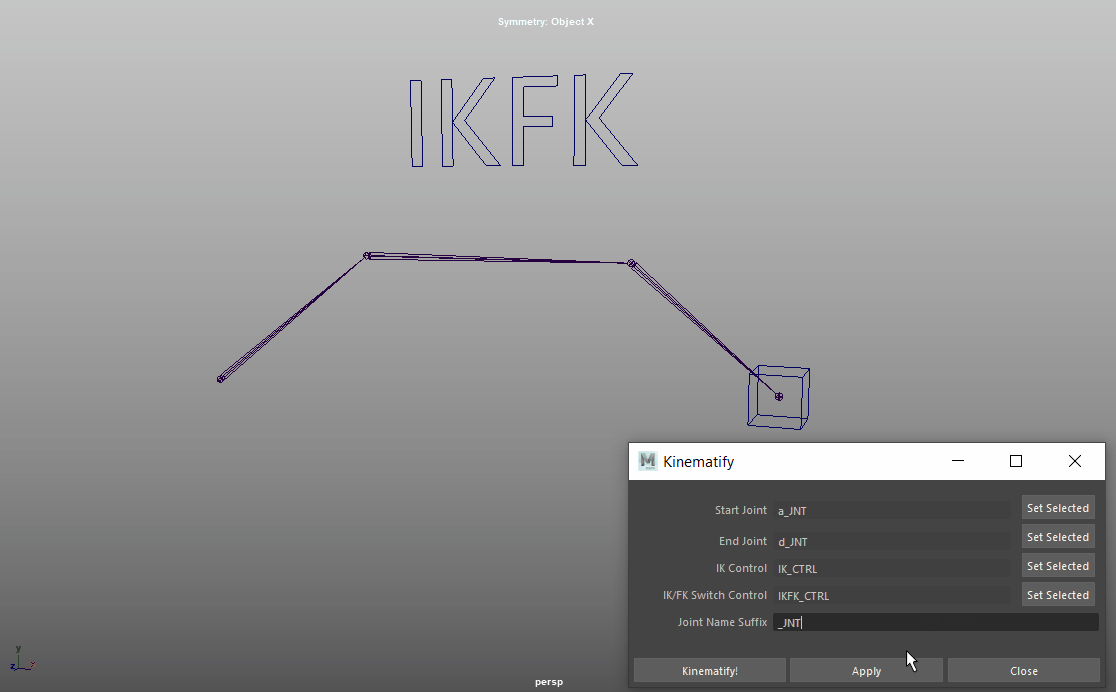 Symmetry: Object X
IKFK
Kinematify
Start Joint a_JNT Set Selected
End Joint d_JNT Set Selected
IK Control IK_CTRL Set Selected
IK/FK Switch Control IKFK_CTRL Set Selected
Joint Name Suffix _JNT
Kinematify! Apply Close
y
z x
persp